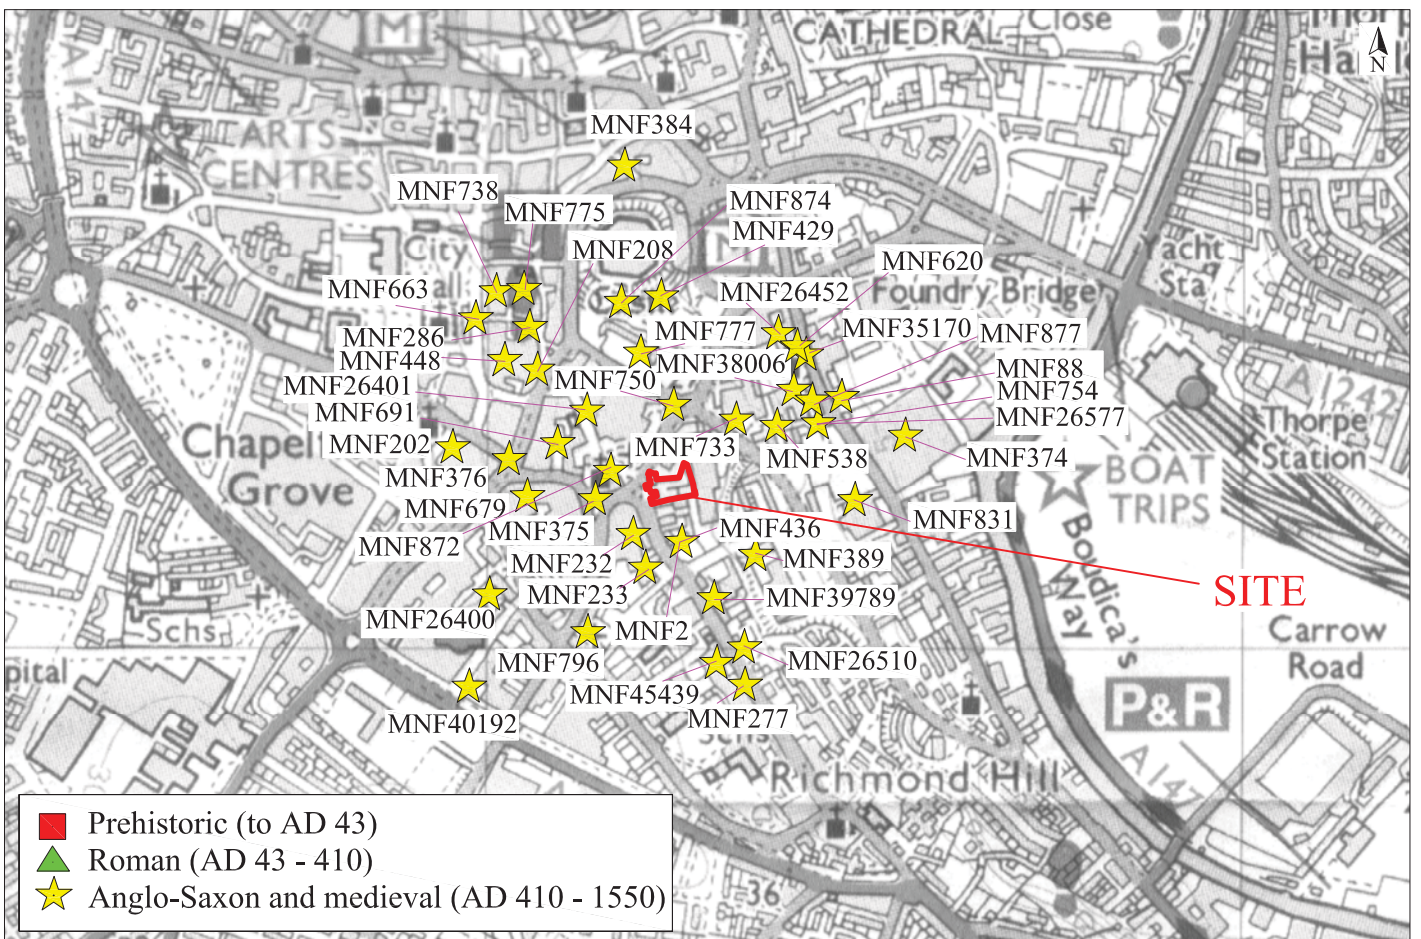 CATHEDRAL
Close
N
A 147
M
ARTS
CENTRES
MNF384
MNF738
MNF775
MNF874
MNF429
MNF208
MNF620
City
M
Yacht
Sta
MNF663
MNF26452
Foundry Bridge
MNF286
MNF777
MNF35170
MNF877
MNF448
MNF38006
MNF88
MNF26401
MNF750
MNF754
A 1242
MNF691
MNF26577
Chapel
Grove
MNF202
MNF733
MNF538
MNF374
Thorpe
Station
MNF376
BOAT
TRIPS
MNF679
MNF375
MNF436
MNF831
MNF872
MNF232
MNF389
Boudica's
Way
MNF233
MNF39789
SITE
MNF26400
MNF2
Schs
Carrow
Road
MNF796
MNF26510
pital
MNF45439
MNF40192
MNF277
P&R
Schs
A 147
Richmond Hill
Prehistoric (to AD 43)
Roman (AD 43 - 410)
Anglo-Saxon and medieval (AD 410 - 1550)
36